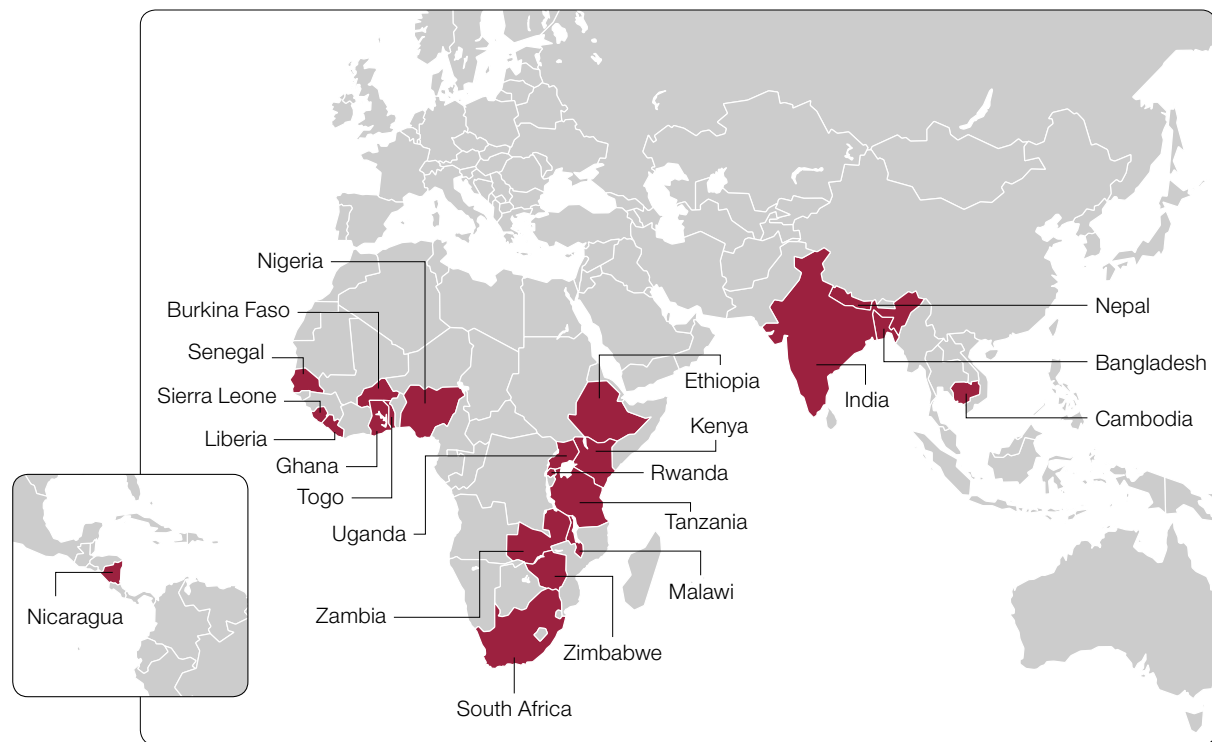 Nigeria
Burkina Faso
Senegal
Sierra Leone
Liberia
Ghana
Togo
Uganda
Nicaragua
Zambia
South Africa
Zimbabwe
Malawi
Tanzania
Rwanda
Kenya
Ethiopia
India
Nepal
Bangladesh
Cambodia